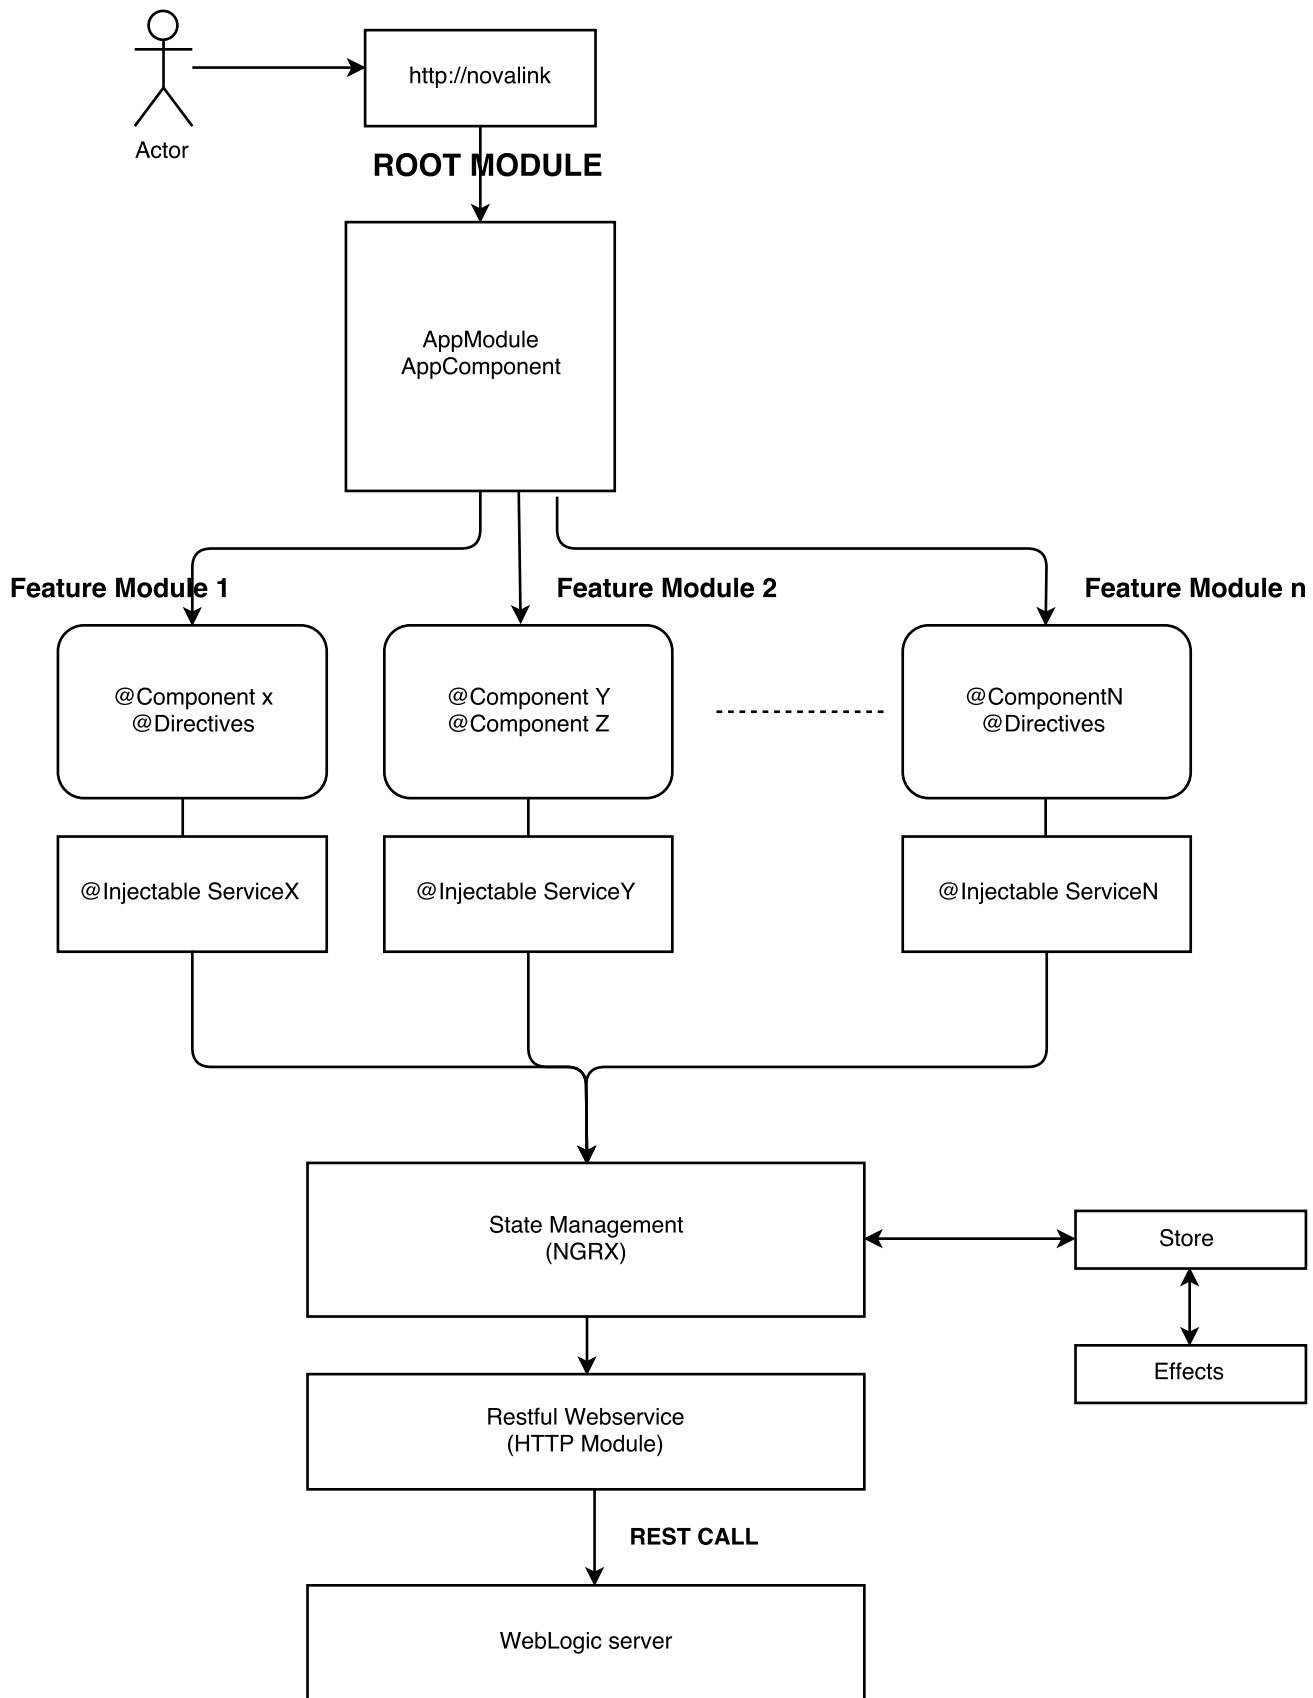 http://novalink
Actor
ROOT MODULE
AppModule
AppComponent
Feature Module 1
Feature Module 2
Feature Module n
@Component x
@Directives
@Component Y
@Component Z
@ComponentN
@Directives
@Injectable ServiceX
@Injectable ServiceY
@Injectable ServiceN
State Management
(NGRX)
Store
Effects
Restful Webservice
(HTTP Module)
REST CALL
WebLogic server